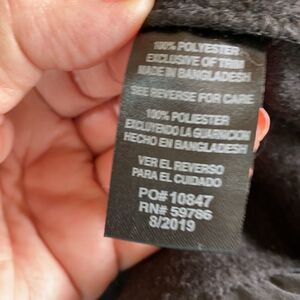 100% POLYESTER
EXCLUSIVE OF TRIM
MADE IN BANGLADESH
SEE REVERSE FOR CARE
100% POLIESTER
EXCLUYENDO LA GUARNICION
HECHO EN BANGLADESH
VER EL REVERSO
PARA EL CUIDADO
PO# 10847
RN# 59786
8/2019